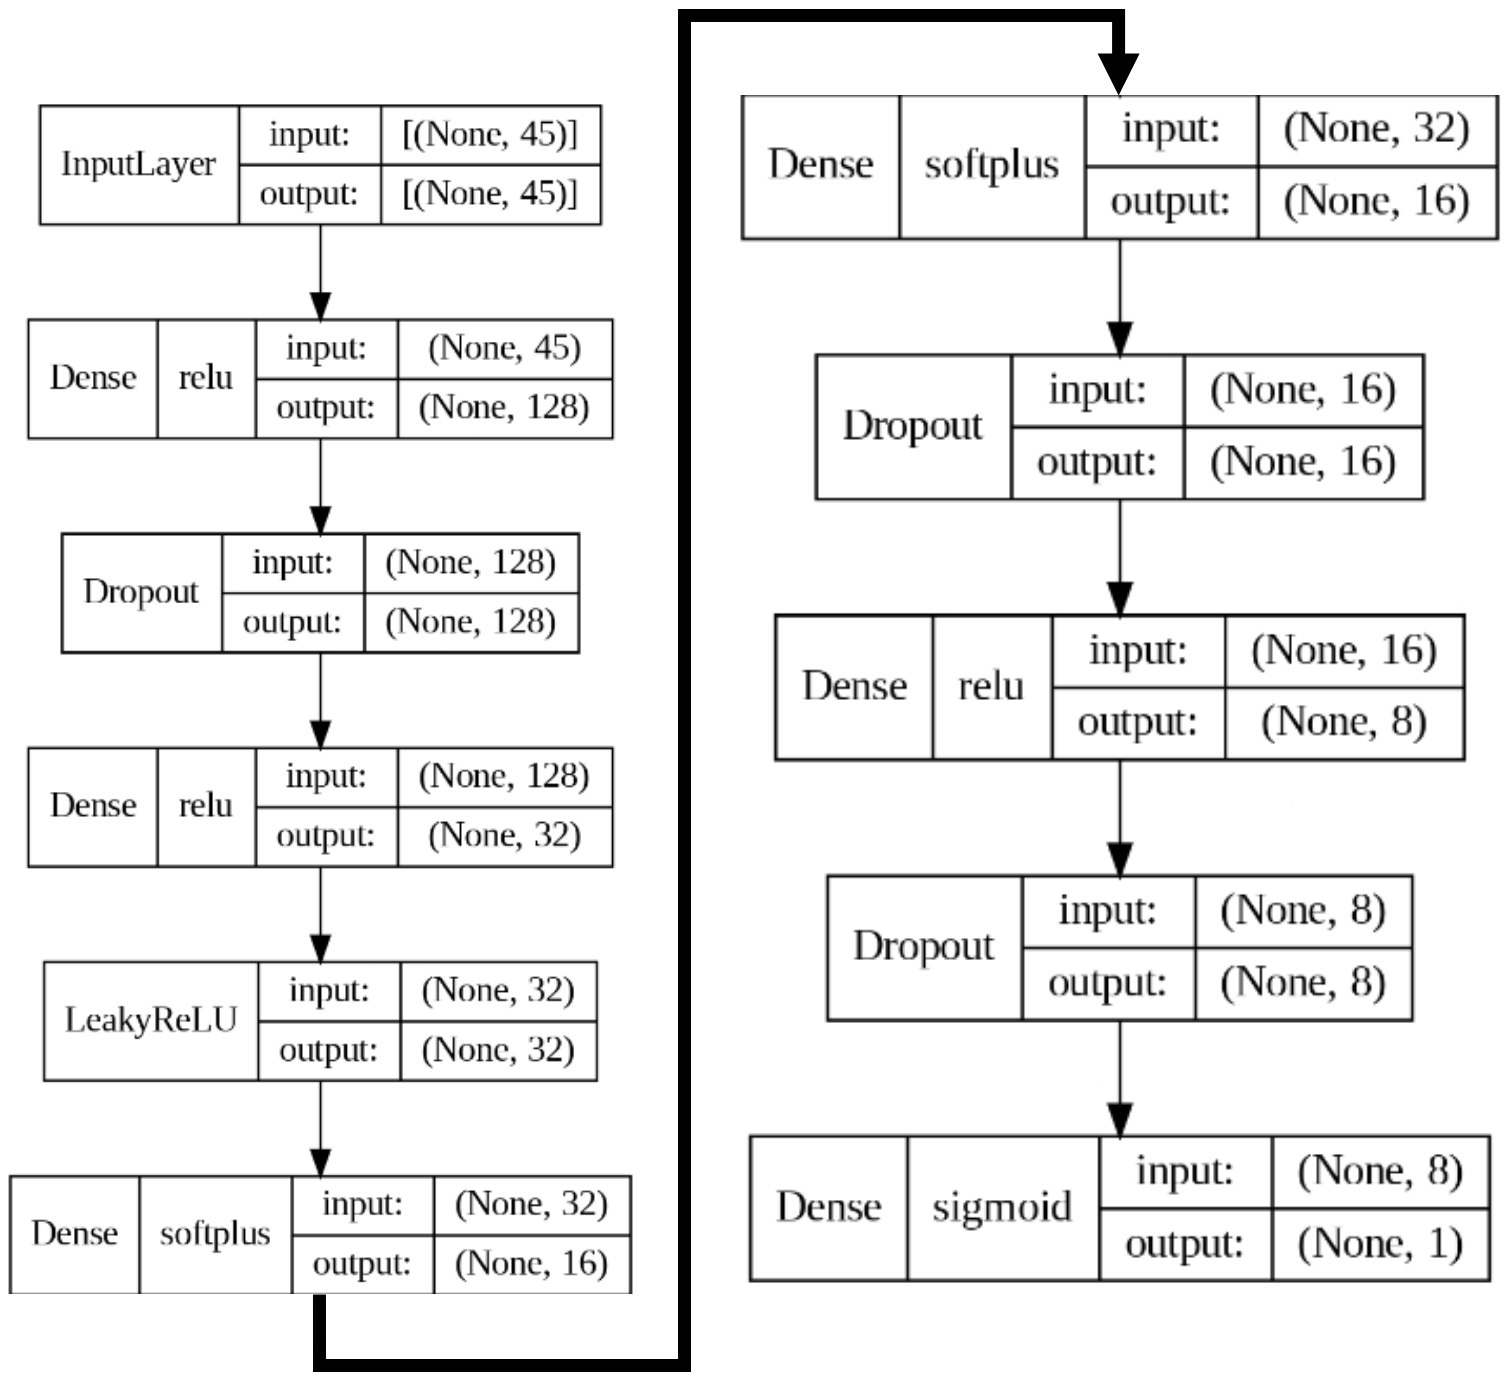 InputLayer
input: [(None, 45)]
output: [(None, 45)]
Dense relu
input: (None, 45)
output: (None, 128)
Dropout
input: (None, 128)
output: (None, 128)
Dense relu
input: (None, 128)
output: (None, 32)
LeakyReLU
input: (None, 32)
output: (None, 32)
Dense softplus
input: (None, 32)
output: (None, 16)
Dense softplus
input: (None, 32)
output: (None, 16)
Dropout
input: (None, 16)
output: (None, 16)
Dense relu
input: (None, 16)
output: (None, 8)
Dropout
input: (None, 8)
output: (None, 8)
Dense sigmoid
input: (None, 8)
output: (None, 1)